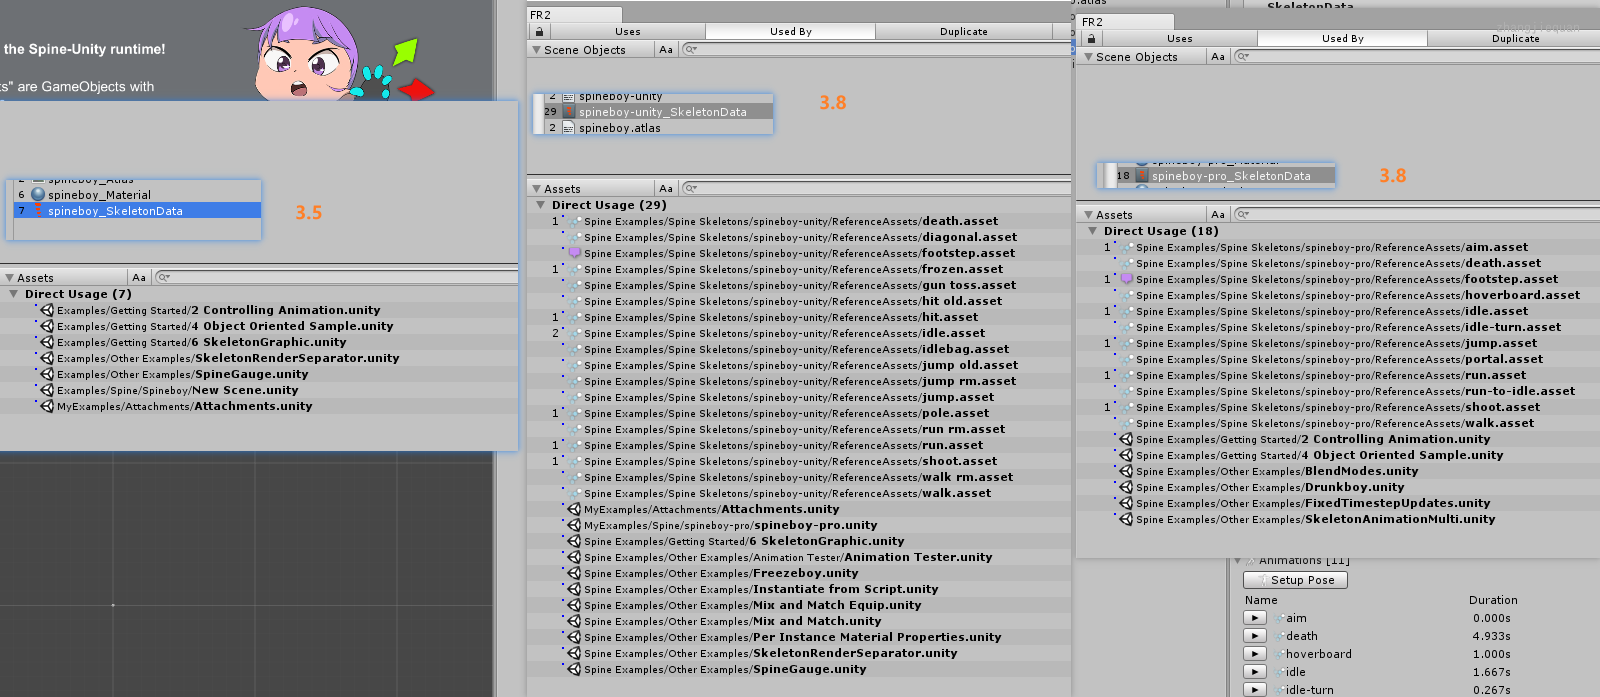 the Spine-Unity runtime!
ts" are GameObjects with
spineboy_Atlas
6 spineboy_Material
7 spineboy_SkeletonData
3.5
Assets
Aa
Direct Usage (7)
Examples/Getting Started/2 Controlling Animation.unity
Examples/Getting Started/4 Object Oriented Sample.unity
Examples/Getting Started/6 SkeletonGraphic.unity
Examples/Other Examples/SkeletonRenderSeparator.unity
Examples/Other Examples/SpineGauge.unity
Examples/Spine/Spineboy/New Scene.unity
MyExamples/Attachments/Attachments.unity
FR2
Uses Used By Duplicate
Scene Objects Aa
2 spineboy-unity
29 spineboy-unity_SkeletonData
2 spineboy.atlas
3.8
Assets Aa
Direct Usage (29)
1 Spine Examples/Spine Skeletons/spineboy-unity/ReferenceAssets/death.asset
Spine Examples/Spine Skeletons/spineboy-unity/ReferenceAssets/diagonal.asset
Spine Examples/Spine Skeletons/spineboy-unity/ReferenceAssets/footstep.asset
1 Spine Examples/Spine Skeletons/spineboy-unity/ReferenceAssets/frozen.asset
Spine Examples/Spine Skeletons/spineboy-unity/ReferenceAssets/gun toss.asset
Spine Examples/Spine Skeletons/spineboy-unity/ReferenceAssets/hit old.asset
1 Spine Examples/Spine Skeletons/spineboy-unity/ReferenceAssets/hit.asset
2 Spine Examples/Spine Skeletons/spineboy-unity/ReferenceAssets/idle.asset
Spine Examples/Spine Skeletons/spineboy-unity/ReferenceAssets/idlebag.asset
Spine Examples/Spine Skeletons/spineboy-unity/ReferenceAssets/jump old.asset
Spine Examples/Spine Skeletons/spineboy-unity/ReferenceAssets/jump rm.asset
Spine Examples/Spine Skeletons/spineboy-unity/ReferenceAssets/jump.asset
1 Spine Examples/Spine Skeletons/spineboy-unity/ReferenceAssets/pole.asset
Spine Examples/Spine Skeletons/spineboy-unity/ReferenceAssets/run rm.asset
1 Spine Examples/Spine Skeletons/spineboy-unity/ReferenceAssets/run.asset
1 Spine Examples/Spine Skeletons/spineboy-unity/ReferenceAssets/shoot.asset
Spine Examples/Spine Skeletons/spineboy-unity/ReferenceAssets/walk rm.asset
Spine Examples/Spine Skeletons/spineboy-unity/ReferenceAssets/walk.asset
MyExamples/Attachments/Attachments.unity
MyExamples/Spine/spineboy-pro/spineboy-pro.unity
Spine Examples/Getting Started/6 SkeletonGraphic.unity
Spine Examples/Other Examples/Animation Tester/Animation Tester.unity
Spine Examples/Other Examples/Freezeboy.unity
Spine Examples/Other Examples/Instantiate from Script.unity
Spine Examples/Other Examples/Mix and Match Equip.unity
Spine Examples/Other Examples/Mix and Match.unity
Spine Examples/Other Examples/Per Instance Material Properties.unity
Spine Examples/Other Examples/SkeletonRenderSeparator.unity
Spine Examples/Other Examples/SpineGauge.unity
SkeletonData
FR2
zhangjiequan
Uses Used By Duplicate
Scene Objects Aa
spineboy-pro_Material
18 spineboy-pro_SkeletonData
3.8
Assets Aa
Direct Usage (18)
1 Spine Examples/Spine Skeletons/spineboy-pro/ReferenceAssets/aim.asset
Spine Examples/Spine Skeletons/spineboy-pro/ReferenceAssets/death.asset
1 Spine Examples/Spine Skeletons/spineboy-pro/ReferenceAssets/footstep.asset
Spine Examples/Spine Skeletons/spineboy-pro/ReferenceAssets/hoverboard.asset
1 Spine Examples/Spine Skeletons/spineboy-pro/ReferenceAssets/idle.asset
Spine Examples/Spine Skeletons/spineboy-pro/ReferenceAssets/idle-turn.asset
1 Spine Examples/Spine Skeletons/spineboy-pro/ReferenceAssets/jump.asset
Spine Examples/Spine Skeletons/spineboy-pro/ReferenceAssets/portal.asset
1 Spine Examples/Spine Skeletons/spineboy-pro/ReferenceAssets/run.asset
Spine Examples/Spine Skeletons/spineboy-pro/ReferenceAssets/run-to-idle.asset
1 Spine Examples/Spine Skeletons/spineboy-pro/ReferenceAssets/shoot.asset
Spine Examples/Spine Skeletons/spineboy-pro/ReferenceAssets/walk.asset
Spine Examples/Getting Started/2 Controlling Animation.unity
Spine Examples/Getting Started/4 Object Oriented Sample.unity
Spine Examples/Other Examples/BlendModes.unity
Spine Examples/Other Examples/Drunkboy.unity
Spine Examples/Other Examples/FixedTimestepUpdates.unity
Spine Examples/Other Examples/SkeletonAnimationMulti.unity
Animations [11]
Setup Pose
Name Duration
aim 0.000s
death 4.933s
hoverboard 1.000s
idle 1.667s
idle-turn 0.267s